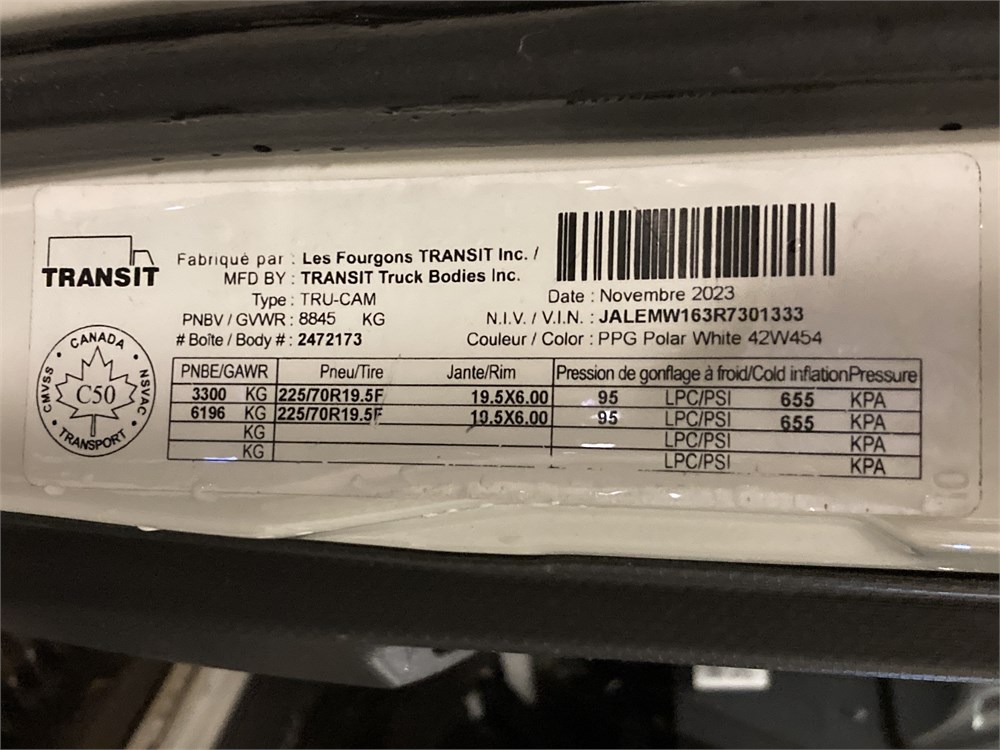 TRANSIT
Fabriqué par : Les Fourgons TRANSIT Inc. /
MFD BY : TRANSIT Truck Bodies Inc.
Type : TRU-CAM
PNBV / GVWR : 8845 KG
# Boîte / Body # : 2472173
Date : Novembre 2023
N.I.V. / V.I.N. : JALEMW163R7301333
Couleur / Color : PPG Polar White 42W454
CANADA
CMVSS C50 NSVAC
TRANSPORT
PNBE/GAWR Pneu/Tire Jante/Rim Pression de gonflage à froid/Cold inflationPressure
3300 KG 225/70R19.5F 19.5X6.00 95 LPC/PSI 655 KPA
6196 KG 225/70R19.5F 19.5X6.00 95 LPC/PSI 655 KPA
KG LPC/PSI KPA
KG LPC/PSI KPA